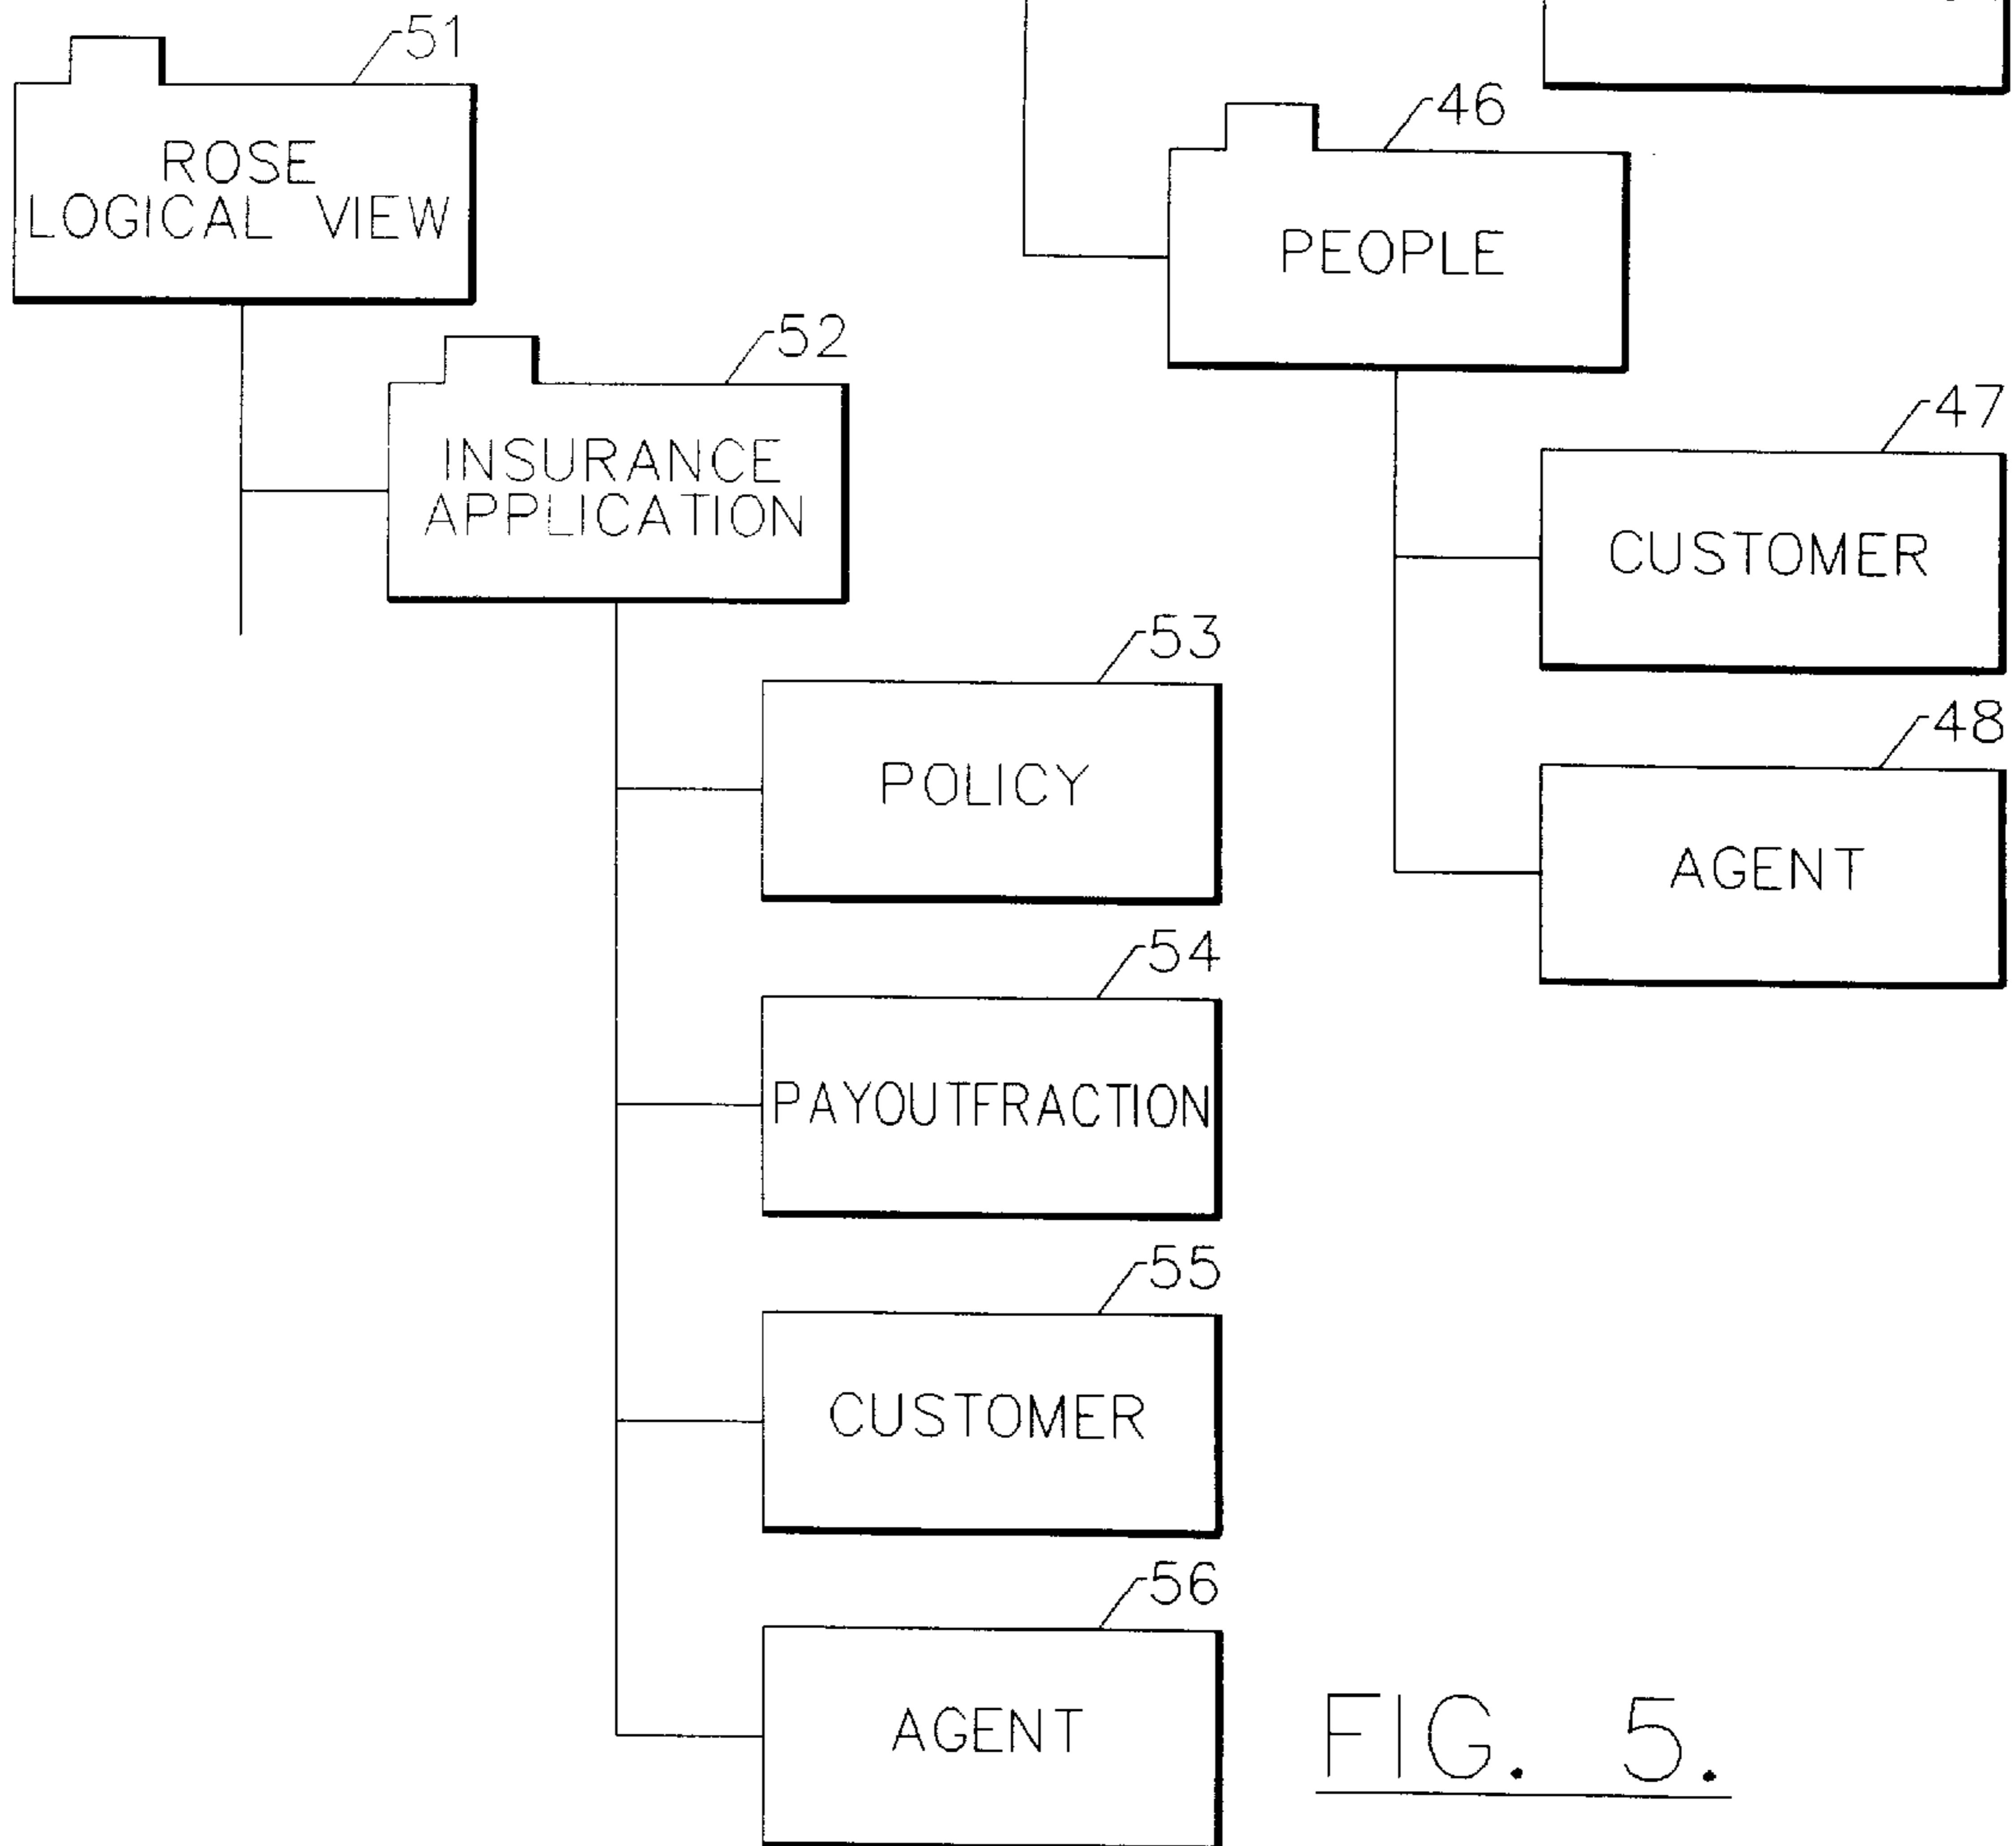 51
ROSE
LOGICAL VIEW
52
INSURANCE
APPLICATION
53
POLICY
54
PAYOUTFRACTION
55
CUSTOMER
56
AGENT
46
PEOPLE
47
CUSTOMER
48
AGENT
FIG. 5.